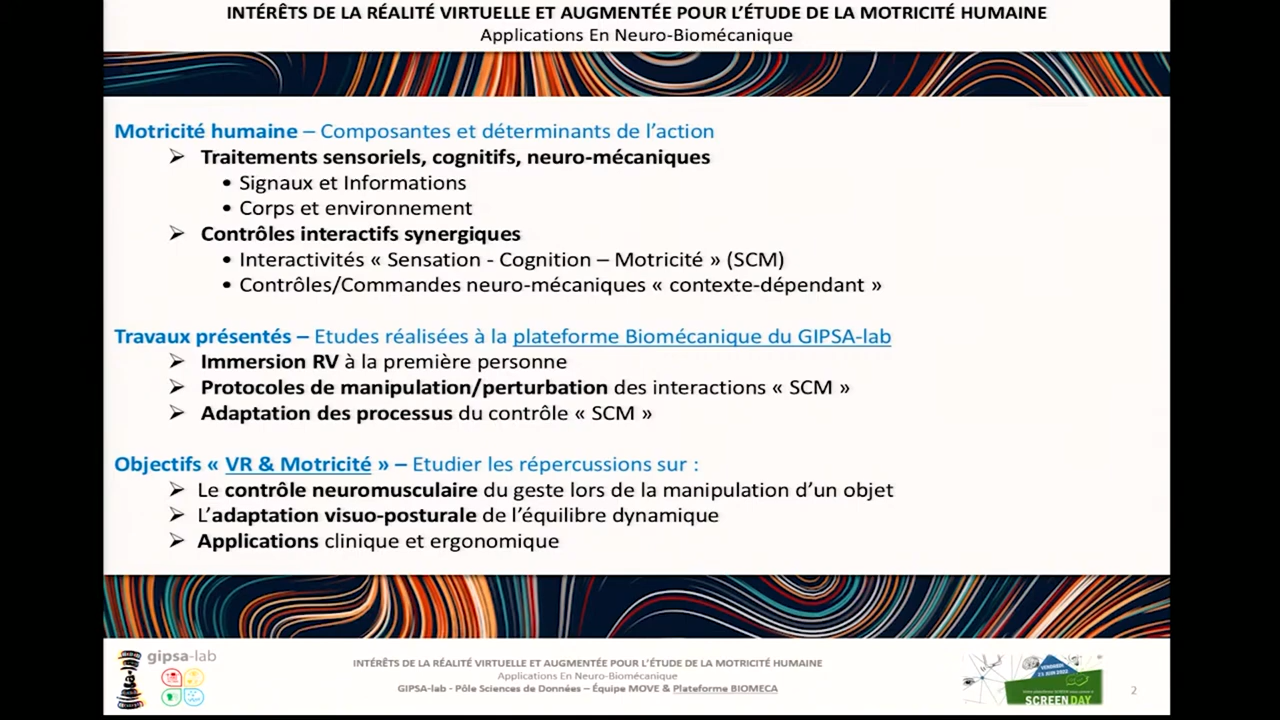 INTÉRÊTS DE LA RÉALITÉ VIRTUELLE ET AUGMENTÉE POUR L'ÉTUDE DE LA MOTRICITÉ HUMAINE
Applications En Neuro-Biomécanique
Motricité humaine – Composantes et déterminants de l'action
➢ Traitements sensoriels, cognitifs, neuro-mécaniques
• Signaux et Informations
• Corps et environnement
➢ Contrôles interactifs synergiques
• Interactivités « Sensation - Cognition – Motricité » (SCM)
• Contrôles/Commandes neuro-mécaniques « contexte-dépendant »
Travaux présentés – Etudes réalisées à la plateforme Biomécanique du GIPSA-lab
➢ Immersion RV à la première personne
➢ Protocoles de manipulation/perturbation des interactions « SCM »
➢ Adaptation des processus du contrôle « SCM »
Objectifs « VR & Motricité » – Etudier les répercussions sur :
➢ Le contrôle neuromusculaire du geste lors de la manipulation d'un objet
➢ L'adaptation visuo-posturale de l'équilibre dynamique
➢ Applications clinique et ergonomique
gipsa-lab
INTÉRÊTS DE LA RÉALITÉ VIRTUELLE ET AUGMENTÉE POUR L'ÉTUDE DE LA MOTRICITÉ HUMAINE
Applications En Neuro-Biomécanique
GIPSA-lab - Pôle Sciences de Données – Équipe MOVE & Plateforme BIOMECA
VENDREDI
SCREEN DAY
2